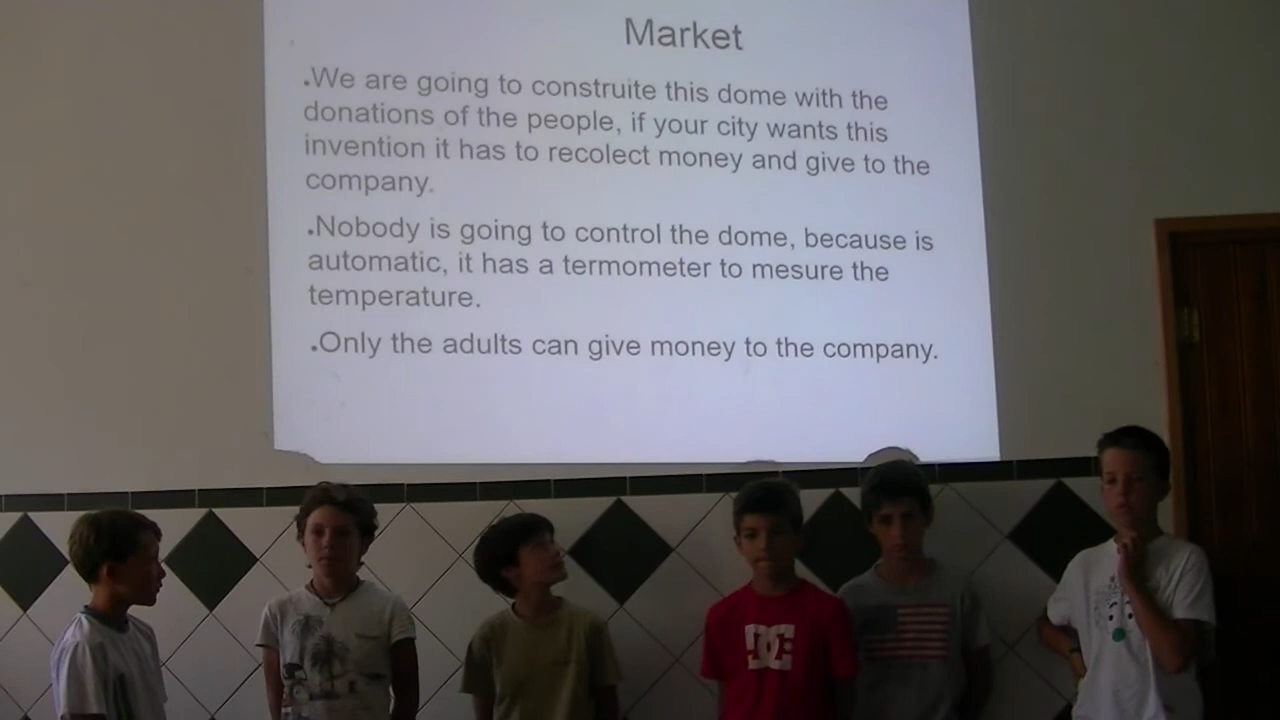 Market
.We are going to construite this dome with the
donations of the people, if your city wants this
invention it has to recolect money and give to the
company.
.Nobody is going to control the dome, because is
automatic, it has a termometer to mesure the
temperature.
.Only the adults can give money to the company.
DC